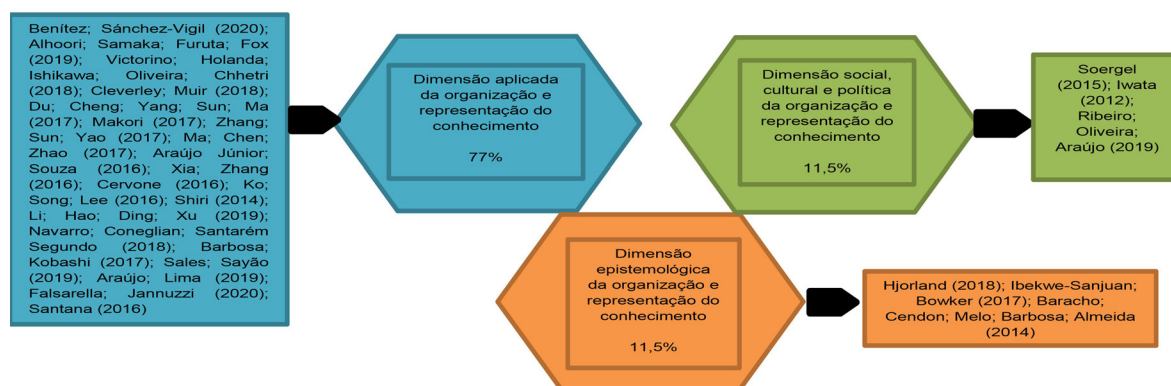 Benítez; Sánchez-Vigil (2020);
Alhoori; Samaka; Furuta; Fox
(2019); Victorino; Holanda;
Ishikawa; Oliveira; Chhetri
(2018); Cleverley; Muir (2018);
Du; Cheng; Yang; Sun; Ma
(2017); Makori (2017); Zhang;
Sun; Yao (2017); Ma; Chen;
Zhao (2017); Araújo Júnior;
Souza (2016); Xia; Zhang
(2016); Cervone (2016); Ko;
Song; Lee (2016); Shiri (2014);
Li; Hao; Ding; Xu (2019);
Navarro; Coneglian; Santarém
Segundo (2018); Barbosa;
Kobashi (2017); Sales; Sayão
(2019); Araújo; Lima (2019);
Falsarella; Jannuzzi (2020);
Santana (2016)
Dimensão aplicada
da organização e
representação do
conhecimento
77%
Dimensão social,
cultural e política
da organização e
representação do
conhecimento
11,5%
Soergel
(2015); Iwata
(2012);
Ribeiro;
Oliveira;
Araújo (2019)
Dimensão
epistemológica
da organização e
representação do
conhecimento
11,5%
Hjorland (2018); Ibekwe-Sanjuan;
Bowker (2017); Baracho;
Cendon; Melo; Barbosa; Almeida
(2014)